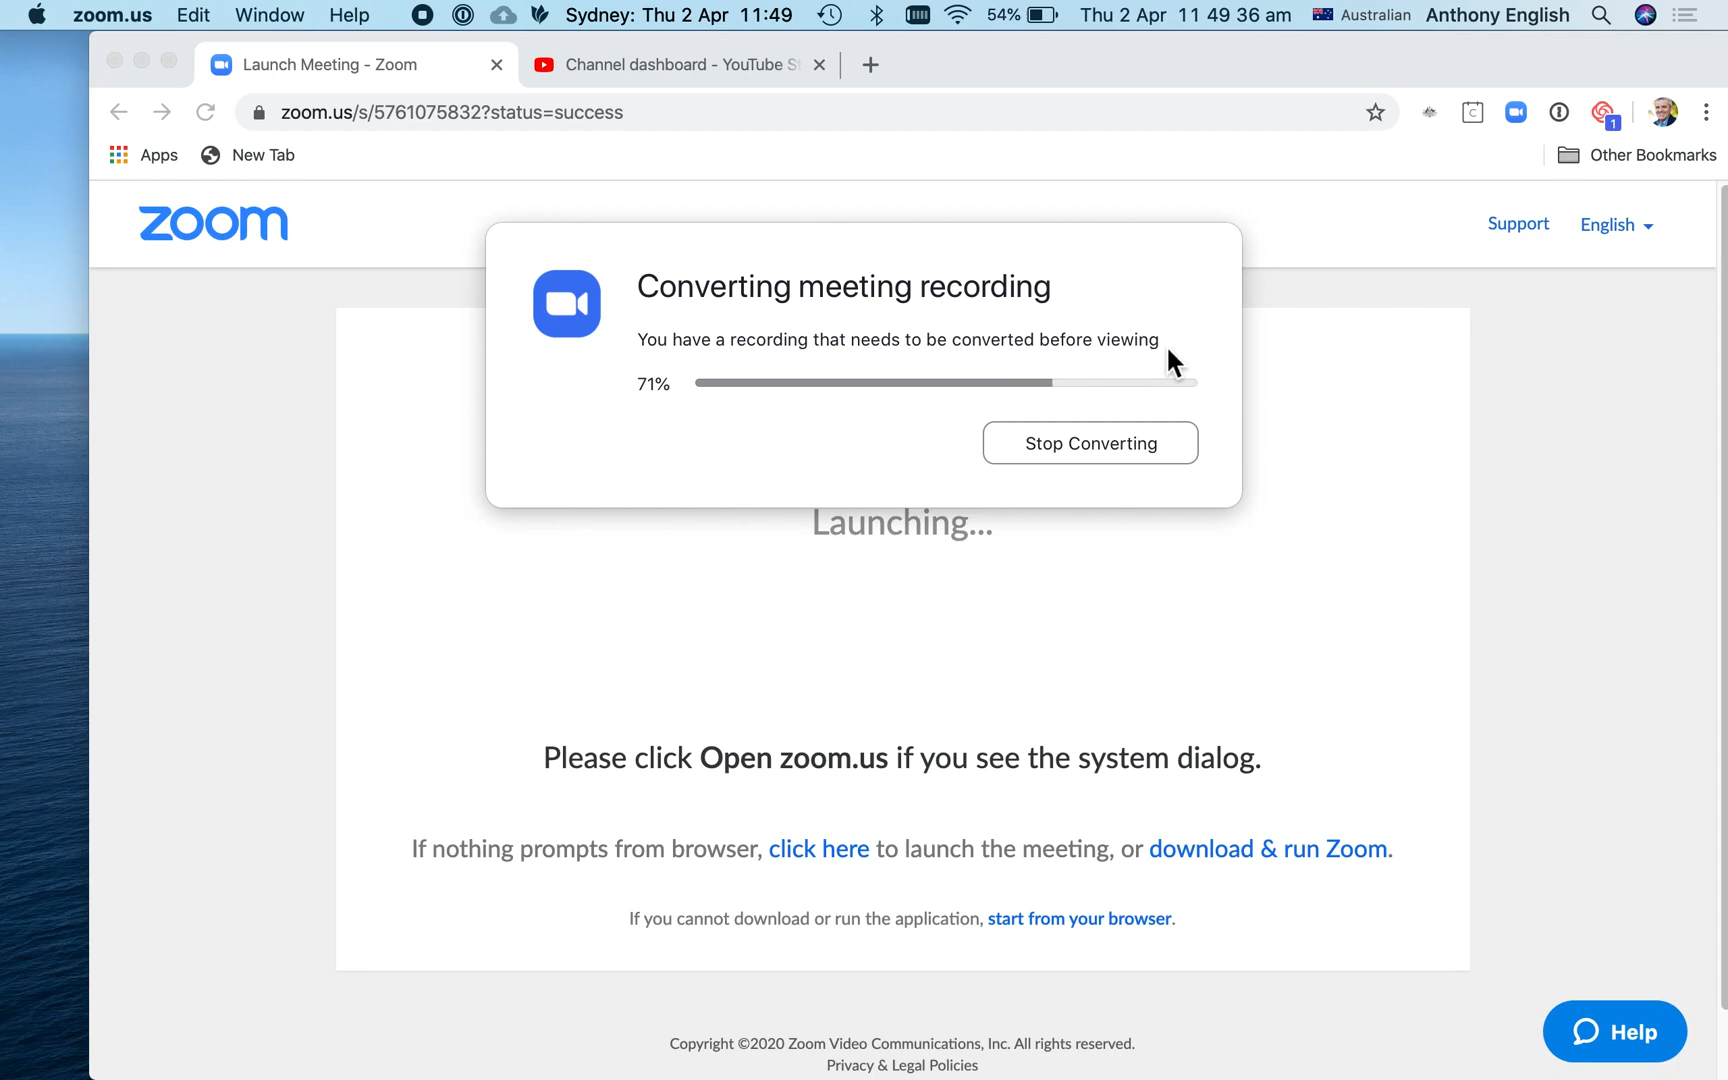 zoom.us Edit Window Help Sydney: Thu 2 Apr 11:49 54% Thu 2 Apr 11 49 36 am Australian Anthony English
Launch Meeting - Zoom Channel dashboard - YouTube St
zoom.us/s/5761075832?status=success C 1
Apps New Tab Other Bookmarks
zoom Support English
Converting meeting recording
You have a recording that needs to be converted before viewing
71%
Stop Converting
Launching...
Please click Open zoom.us if you see the system dialog.
If nothing prompts from browser, click here to launch the meeting, or download & run Zoom.
If you cannot download or run the application, start from your browser.
Help
Copyright ©2020 Zoom Video Communications, Inc. All rights reserved.
Privacy & Legal Policies